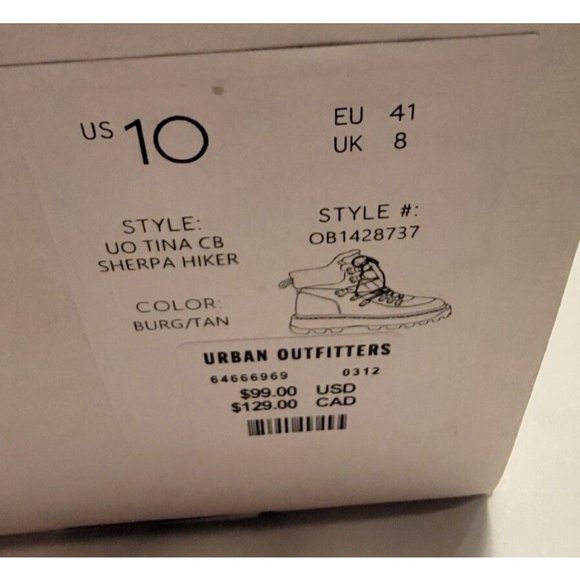 US 10
EU 41
UK 8
STYLE:
UO TINA CB
SHERPA HIKER
STYLE #:
OB1428737
COLOR:
BURG/TAN
URBAN OUTFITTERS
64666969 0312
$99.00 USD
$129.00 CAD